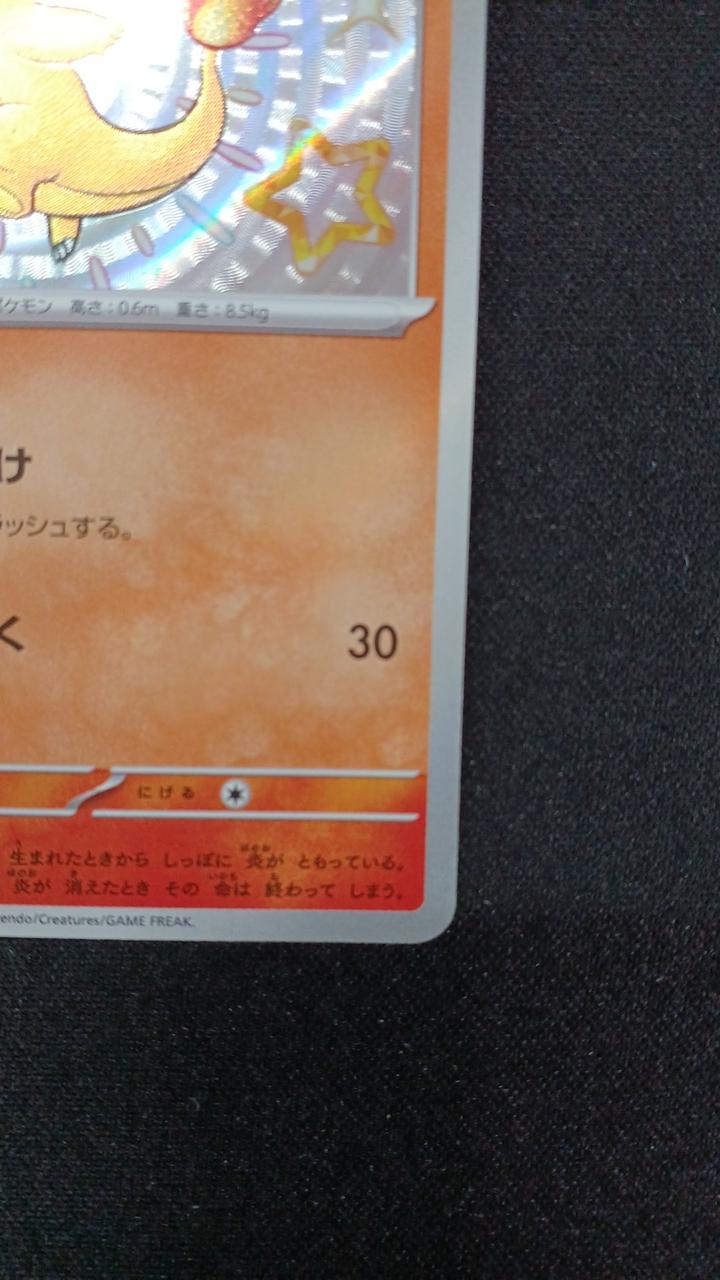 ポケモン 高さ：0.6m 重さ：8.5kg
け
ラッシュする。
く 30
にげる
生まれたときから しっぽに 炎が ともっている。
炎が 消えたとき その 命は 終わって しまう。
endo/Creatures/GAME FREAK.